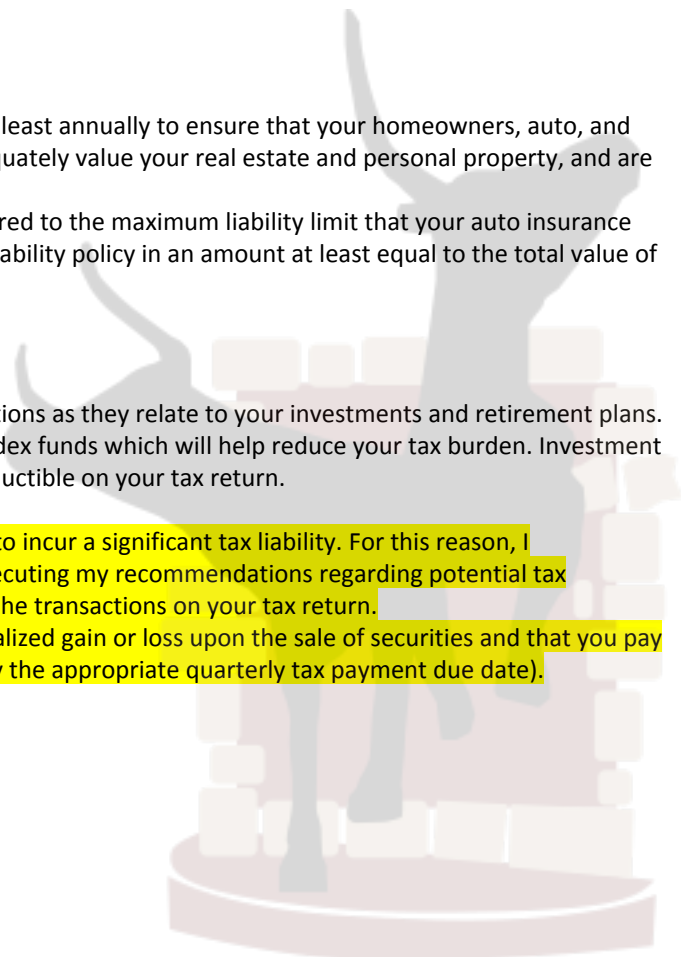 least annually to ensure that your homeowners, auto, and
quately value your real estate and personal property, and are
red to the maximum liability limit that your auto insurance
ability policy in an amount at least equal to the total value of
tions as they relate to your investments and retirement plans.
dex funds which will help reduce your tax burden. Investment
uctible on your tax return.
to incur a significant tax liability. For this reason, I
ecuting my recommendations regarding potential tax
he transactions on your tax return.
alized gain or loss upon the sale of securities and that you pay
y the appropriate quarterly tax payment due date).